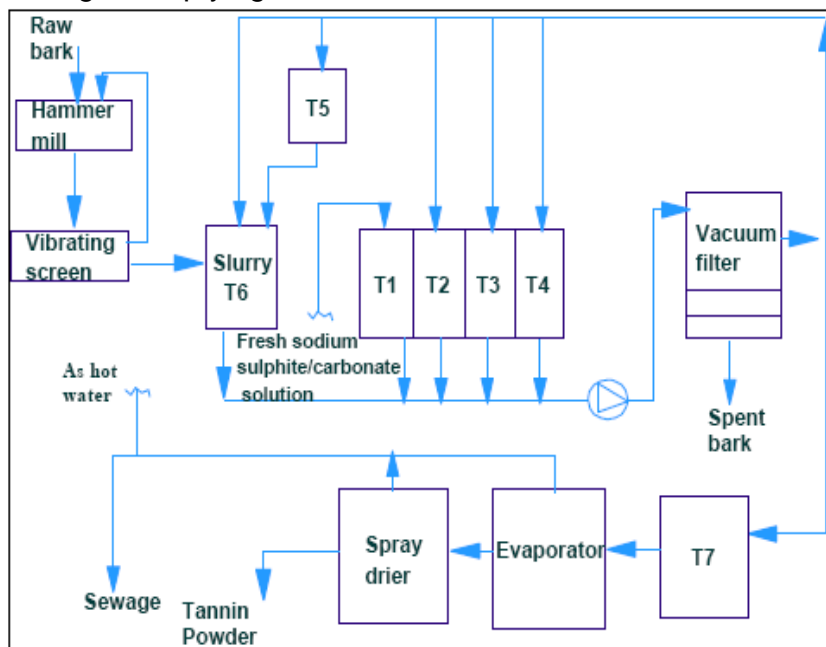 Raw
bark
Hammer
mill
T5
Vibrating
screen
Slurry
T6
T1
T2
T3
T4
Vacuum
filter
Fresh sodium
sulphite/carbonate
solution
As hot
water
Spent
bark
Spray
drier
Evaporator
T7
Sewage
Tannin
Powder